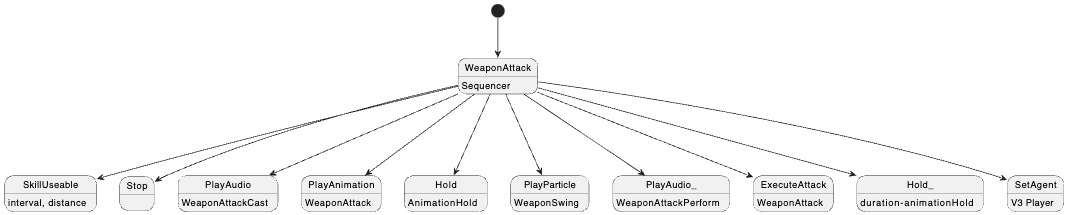 WeaponAttack
Sequencer
SkillUseable
interval, distance
Stop
PlayAudio
WeaponAttackCast
PlayAnimation
WeaponAttack
Hold
AnimationHold
PlayParticle
WeaponSwing
PlayAudio_
WeaponAttackPerform
ExecuteAttack
WeaponAttack
Hold_
duration-animationHold
SetAgent
V3 Player